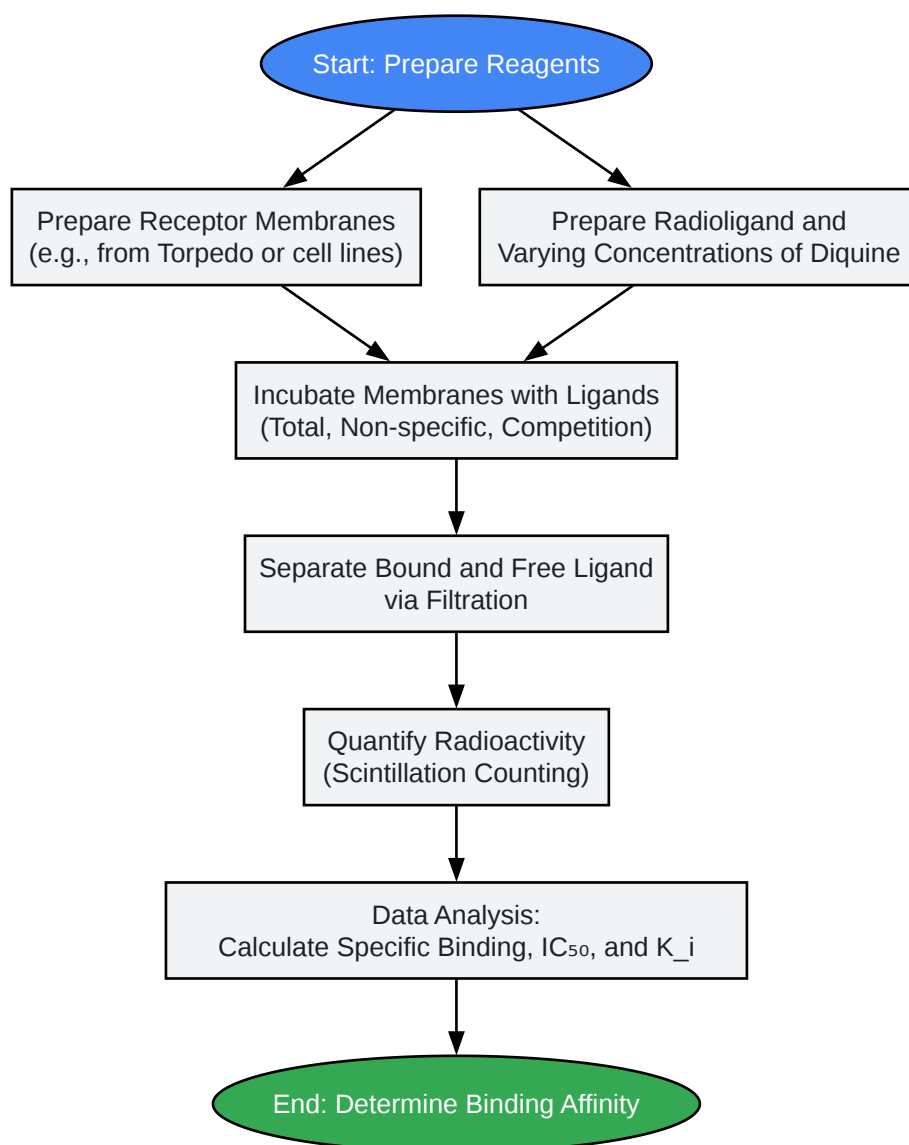 Start: Prepare Reagents
Prepare Receptor Membranes
(e.g., from Torpedo or cell lines)
Prepare Radioligand and
Varying Concentrations of Diquine
Incubate Membranes with Ligands
(Total, Non-specific, Competition)
Separate Bound and Free Ligand
via Filtration
Quantify Radioactivity
(Scintillation Counting)
Data Analysis:
Calculate Specific Binding, IC₅₀, and K_i
End: Determine Binding Affinity